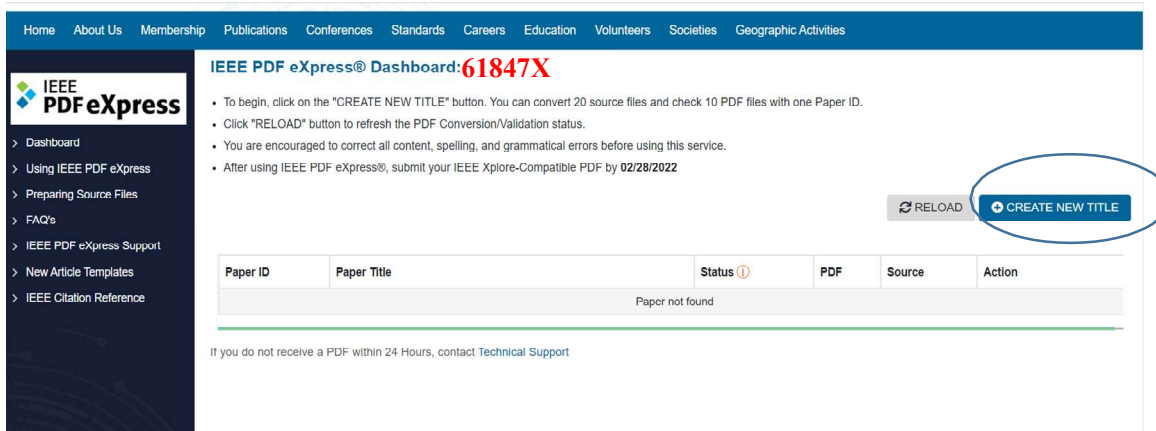 Home About Us Membership Publications Conferences Standards Careers Education Volunteers Societies Geographic Activities
IEEE
PDF eXpress
> Dashboard
> Using IEEE PDF eXpress
> Preparing Source Files
> FAQ's
> IEEE PDF eXpress Support
> New Article Templates
> IEEE Citation Reference
IEEE PDF eXpress® Dashboard:61847X
• To begin, click on the "CREATE NEW TITLE" button. You can convert 20 source files and check 10 PDF files with one Paper ID.
• Click "RELOAD" button to refresh the PDF Conversion/Validation status.
• You are encouraged to correct all content, spelling, and grammatical errors before using this service.
• After using IEEE PDF eXpress®, submit your IEEE Xplore-Compatible PDF by 02/28/2022
RELOAD CREATE NEW TITLE
Paper ID Paper Title Status PDF Source Action
Paper not found
If you do not receive a PDF within 24 Hours, contact Technical Support